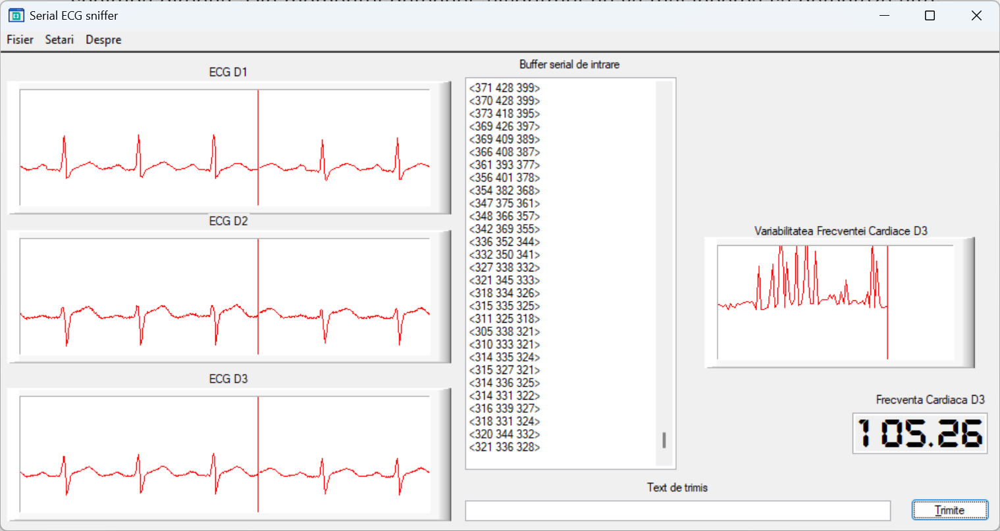 Serial ECG sniffer
Fisier Setari Despre
ECG D1
ECG D2
ECG D3
Buffer serial de intrare
<371 428 399>
<370 428 399>
<373 418 395>
<369 426 397>
<369 409 389>
<366 408 387>
<361 393 377>
<356 401 378>
<354 382 368>
<347 375 361>
<348 366 357>
<342 369 355>
<336 352 344>
<332 350 341>
<327 338 332>
<321 345 333>
<318 334 326>
<315 335 325>
<311 325 318>
<305 338 321>
<310 333 321>
<314 335 324>
<315 327 321>
<314 336 325>
<314 331 322>
<316 339 327>
<318 331 324>
<320 344 332>
<321 336 328>
Variabilitatea Frecventei Cardiace D3
Frecventa Cardiaca D3
105.26
Text de trimis
Trimite